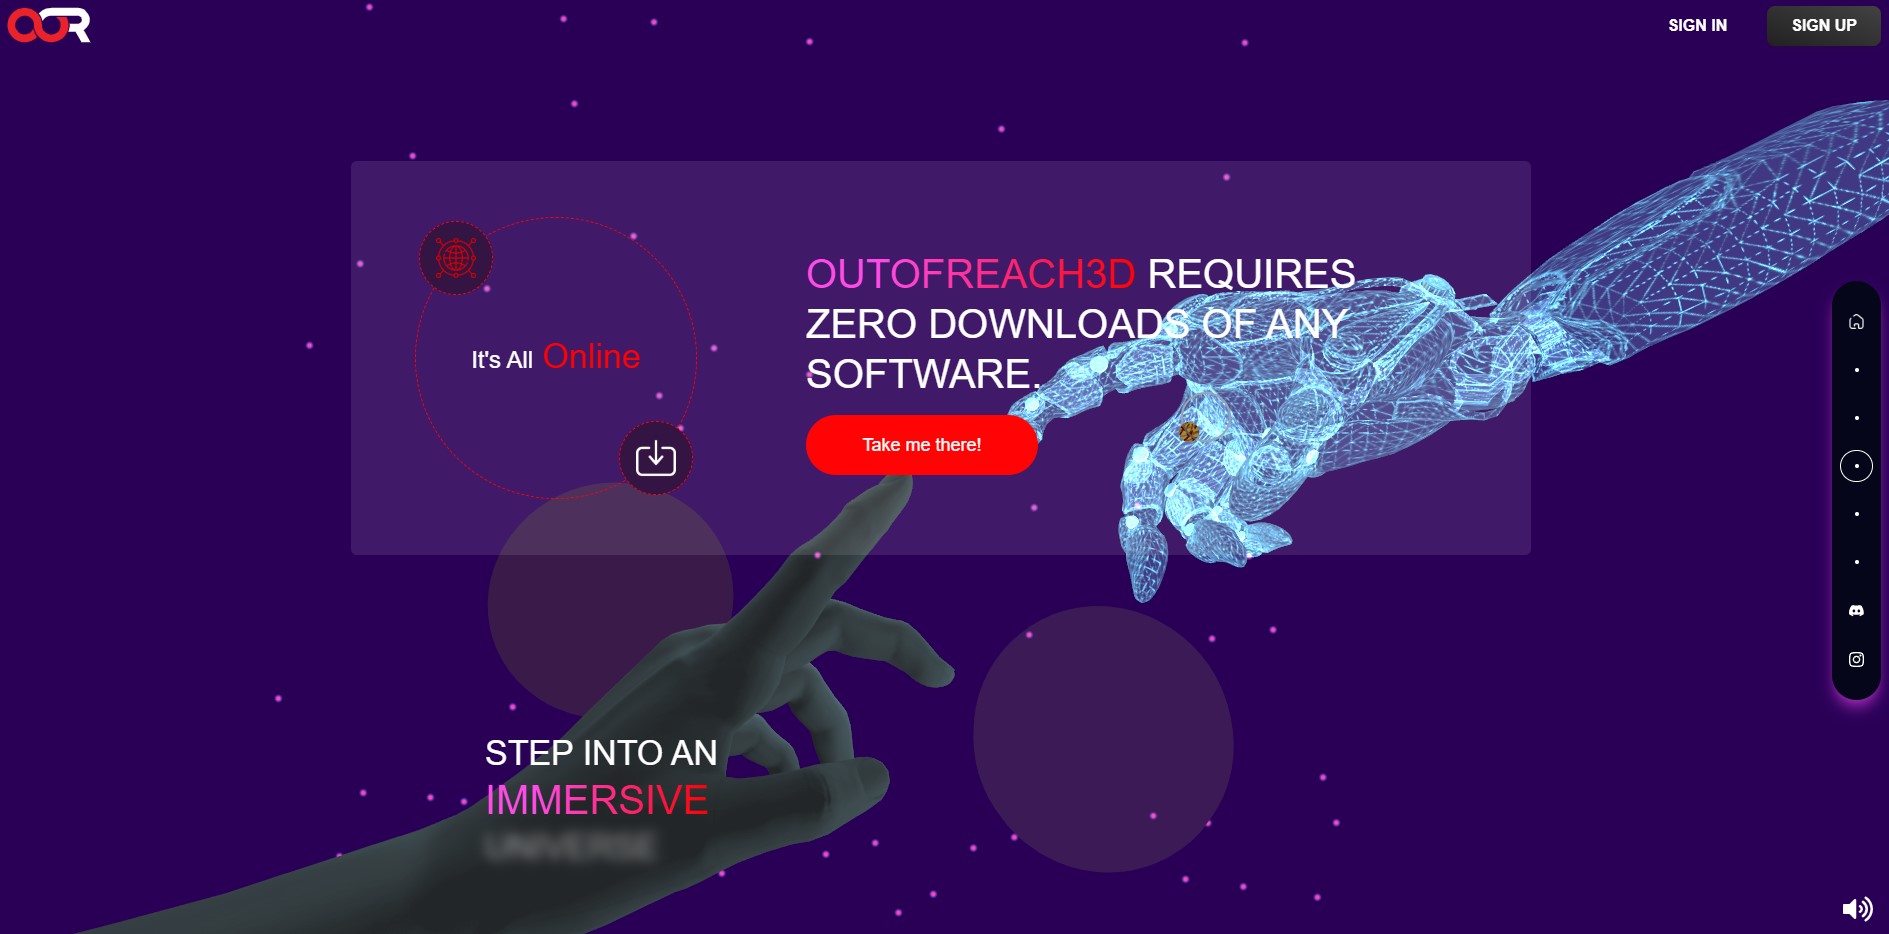 OOR
SIGN IN
SIGN UP
It's All Online
OUTOFREACH3D REQUIRES
ZERO DOWNLOADS OF ANY
SOFTWARE.
Take me there!
STEP INTO AN
IMMERSIVE
UNIVERSE